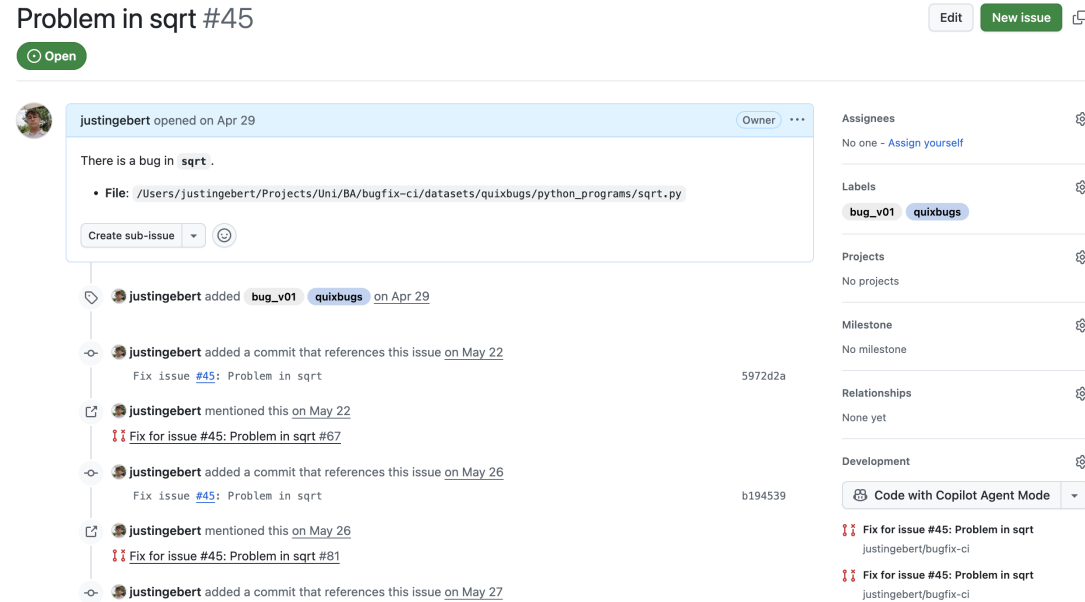 Problem in sqrt #45
Edit
New issue
Open
justingebert opened on Apr 29
Owner
There is a bug in sqrt .
• File: /Users/justingebert/Projects/Uni/BA/bugfix-ci/datasets/quixbugs/python_programs/sqrt.py
Create sub-issue
justingebert added bug_v01 quixbugs on Apr 29
justingebert added a commit that references this issue on May 22
Fix issue #45: Problem in sqrt 5972d2a
justingebert mentioned this on May 22
Fix for issue #45: Problem in sqrt #67
justingebert added a commit that references this issue on May 26
Fix issue #45: Problem in sqrt b194539
justingebert mentioned this on May 26
Fix for issue #45: Problem in sqrt #81
justingebert added a commit that references this issue on May 27
Assignees
No one - Assign yourself
Labels
bug_v01 quixbugs
Projects
No projects
Milestone
No milestone
Relationships
None yet
Development
Code with Copilot Agent Mode
Fix for issue #45: Problem in sqrt
justingebert/bugfix-ci
Fix for issue #45: Problem in sqrt
justingebert/bugfix-ci